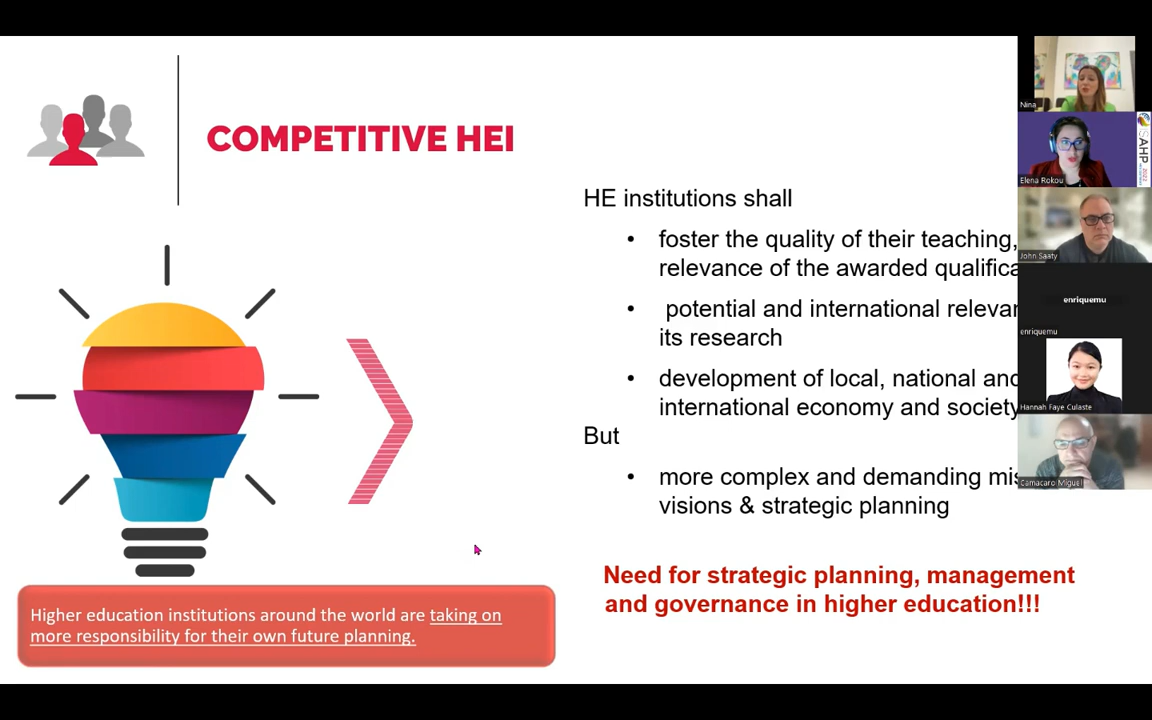 COMPETITIVE HEI
HE institutions shall
• foster the quality of their teaching,
relevance of the awarded
• potential and international
its research
• development of local, national and
international economy and society
But
• more complex and demanding
visions & strategic planning
Need for strategic planning, management
and governance in higher education!!!
Higher education institutions around the world are taking on
more responsibility for their own future planning.
Nina
Elena Rokou
AHP
John Saaty
enriquemu
enriquemu
Hannah Faye Culaste
Camacaro Miguel